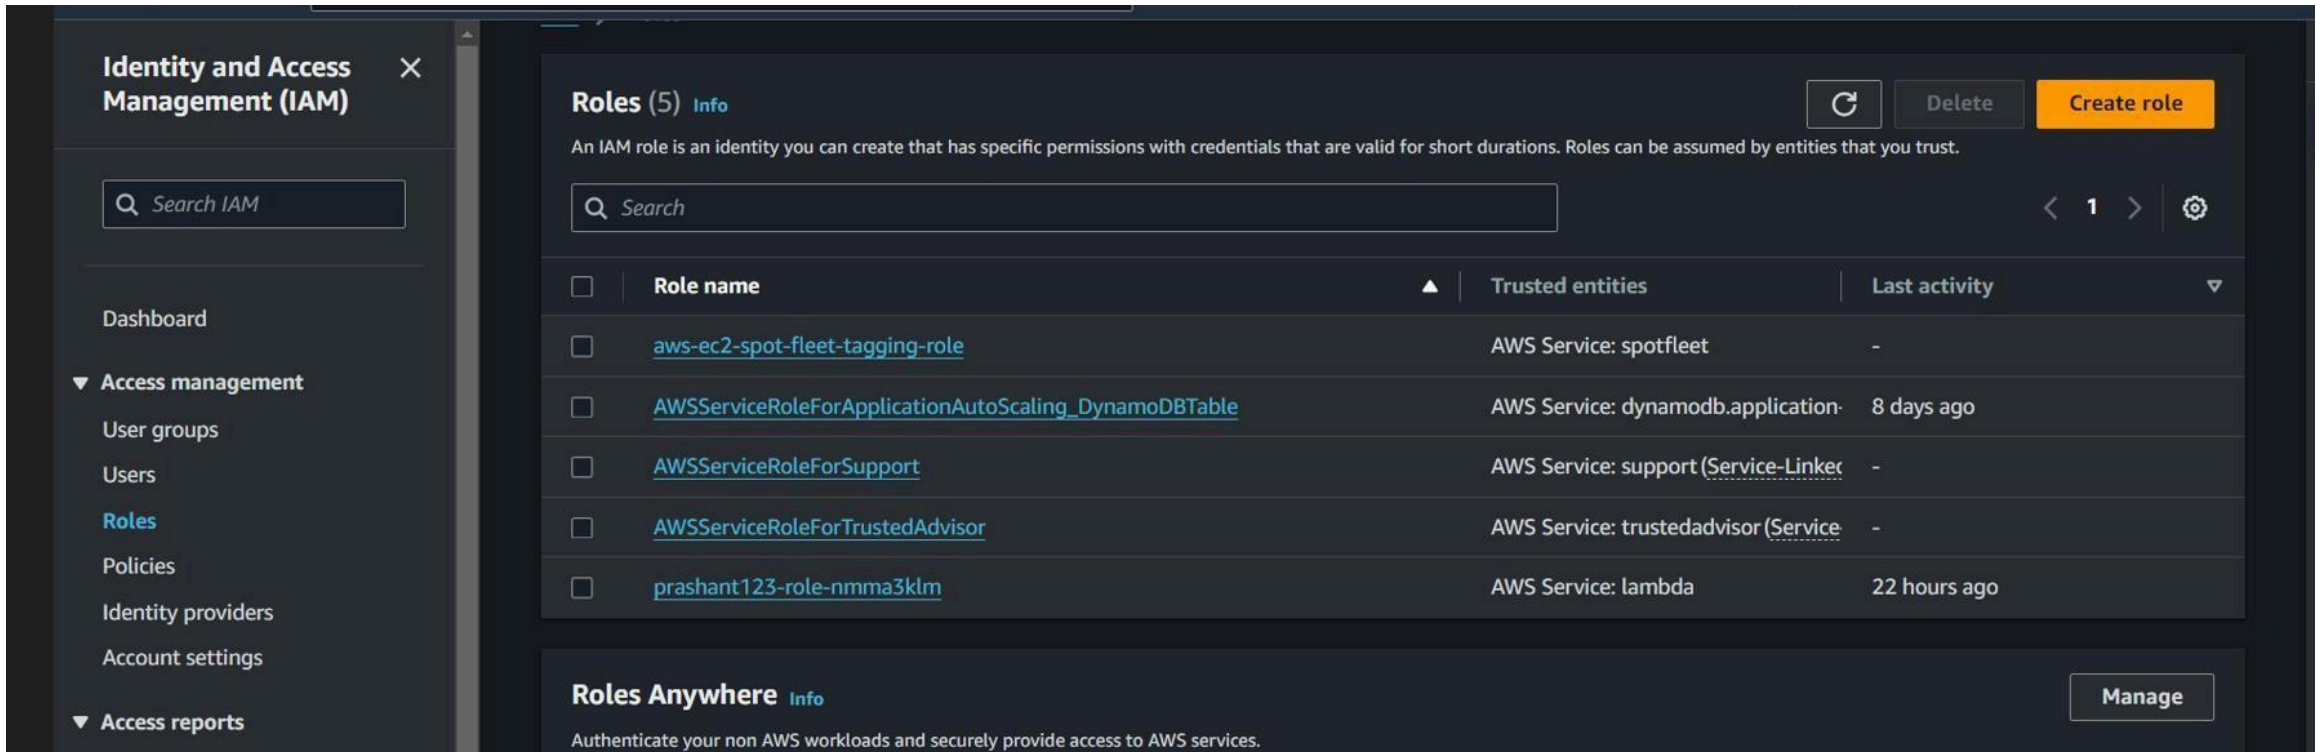 Identity and Access
Management (IAM)
Search IAM
Dashboard
Access management
User groups
Users
Roles
Policies
Identity providers
Account settings
Access reports
Roles (5) Info
Delete
Create role
An IAM role is an identity you can create that has specific permissions with credentials that are valid for short durations. Roles can be assumed by entities that you trust.
Search
1
Role name Trusted entities Last activity
aws-ec2-spot-fleet-tagging-role AWS Service: spotfleet -
AWSServiceRoleForApplicationAutoScaling_DynamoDBTable AWS Service: dynamodb.application- 8 days ago
AWSServiceRoleForSupport AWS Service: support (Service-Linked -
AWSServiceRoleForTrustedAdvisor AWS Service: trustedadvisor (Service- -
prashant123-role-nmma3klm AWS Service: lambda 22 hours ago
Roles Anywhere Info
Manage
Authenticate your non AWS workloads and securely provide access to AWS services.